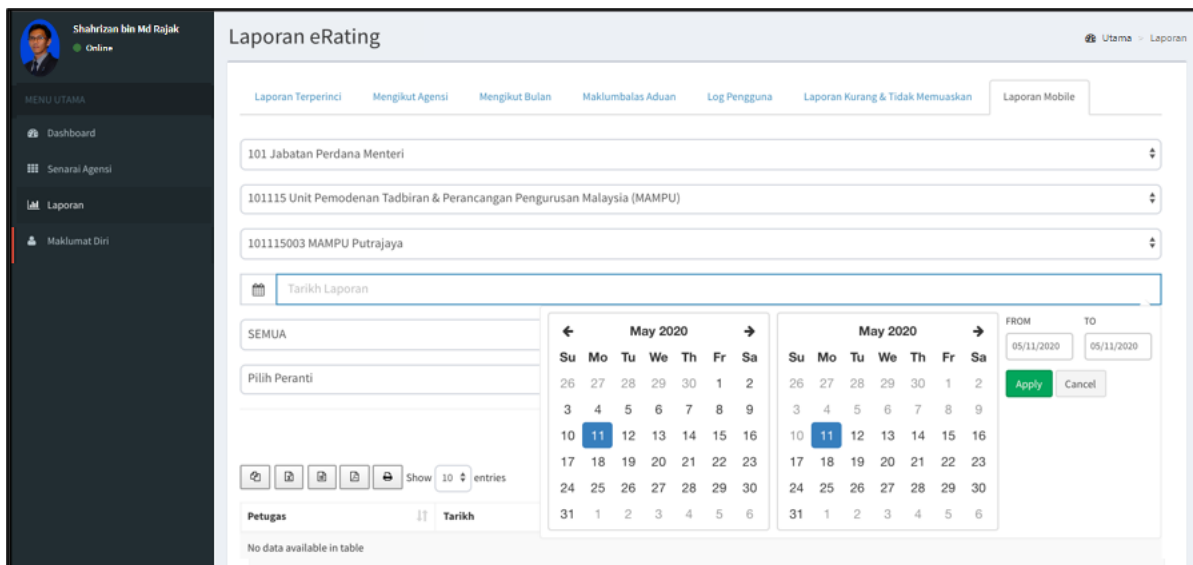 Shahrizan bin Md Rajak
Online
Laporan eRating
Utama > Laporan
MENU UTAMA
Dashboard
Senarai Agensi
Laporan
Maklumat Diri
Laporan Terperinci Mengikut Agensi Mengikut Bulan Maklumbalas Aduan Log Pengguna Laporan Kurang & Tidak Memuaskan Laporan Mobile
101 Jabatan Perdana Menteri
101115 Unit Pemodenan Tadbiran & Perancangan Pengurusan Malaysia (MAMPU)
101115003 MAMPU Putrajaya
Tarikh Laporan
SEMUA
Pilih Peranti
May 2020
Su Mo Tu We Th Fr Sa
26 27 28 29 30 1 2
3 4 5 6 7 8 9
10 11 12 13 14 15 16
17 18 19 20 21 22 23
24 25 26 27 28 29 30
31 1 2 3 4 5 6
May 2020
Su Mo Tu We Th Fr Sa
26 27 28 29 30 1 2
3 4 5 6 7 8 9
10 11 12 13 14 15 16
17 18 19 20 21 22 23
24 25 26 27 28 29 30
31 1 2 3 4 5 6
FROM TO
05/11/2020 05/11/2020
Apply Cancel
Show 10 entries
Petugas Tarikh
No data available in table